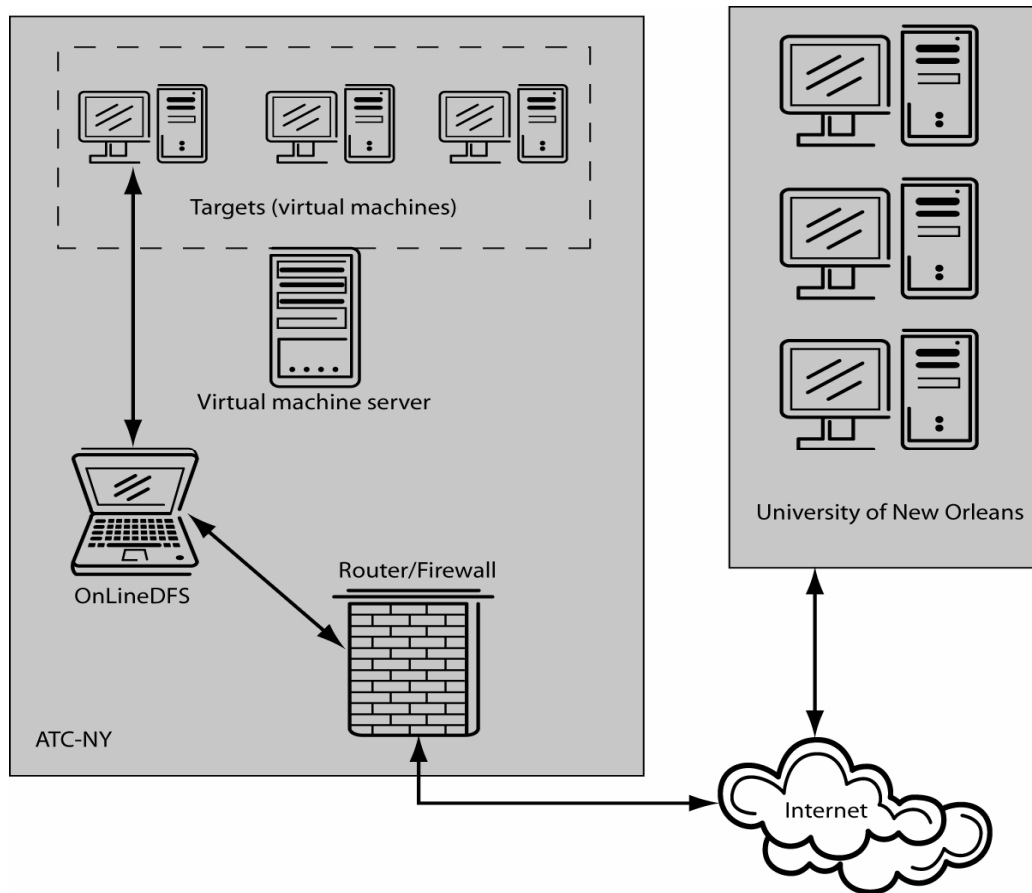 Targets (virtual machines)
Virtual machine server
OnLineDFS
Router/Firewall
ATC-NY
University of New Orleans
Internet